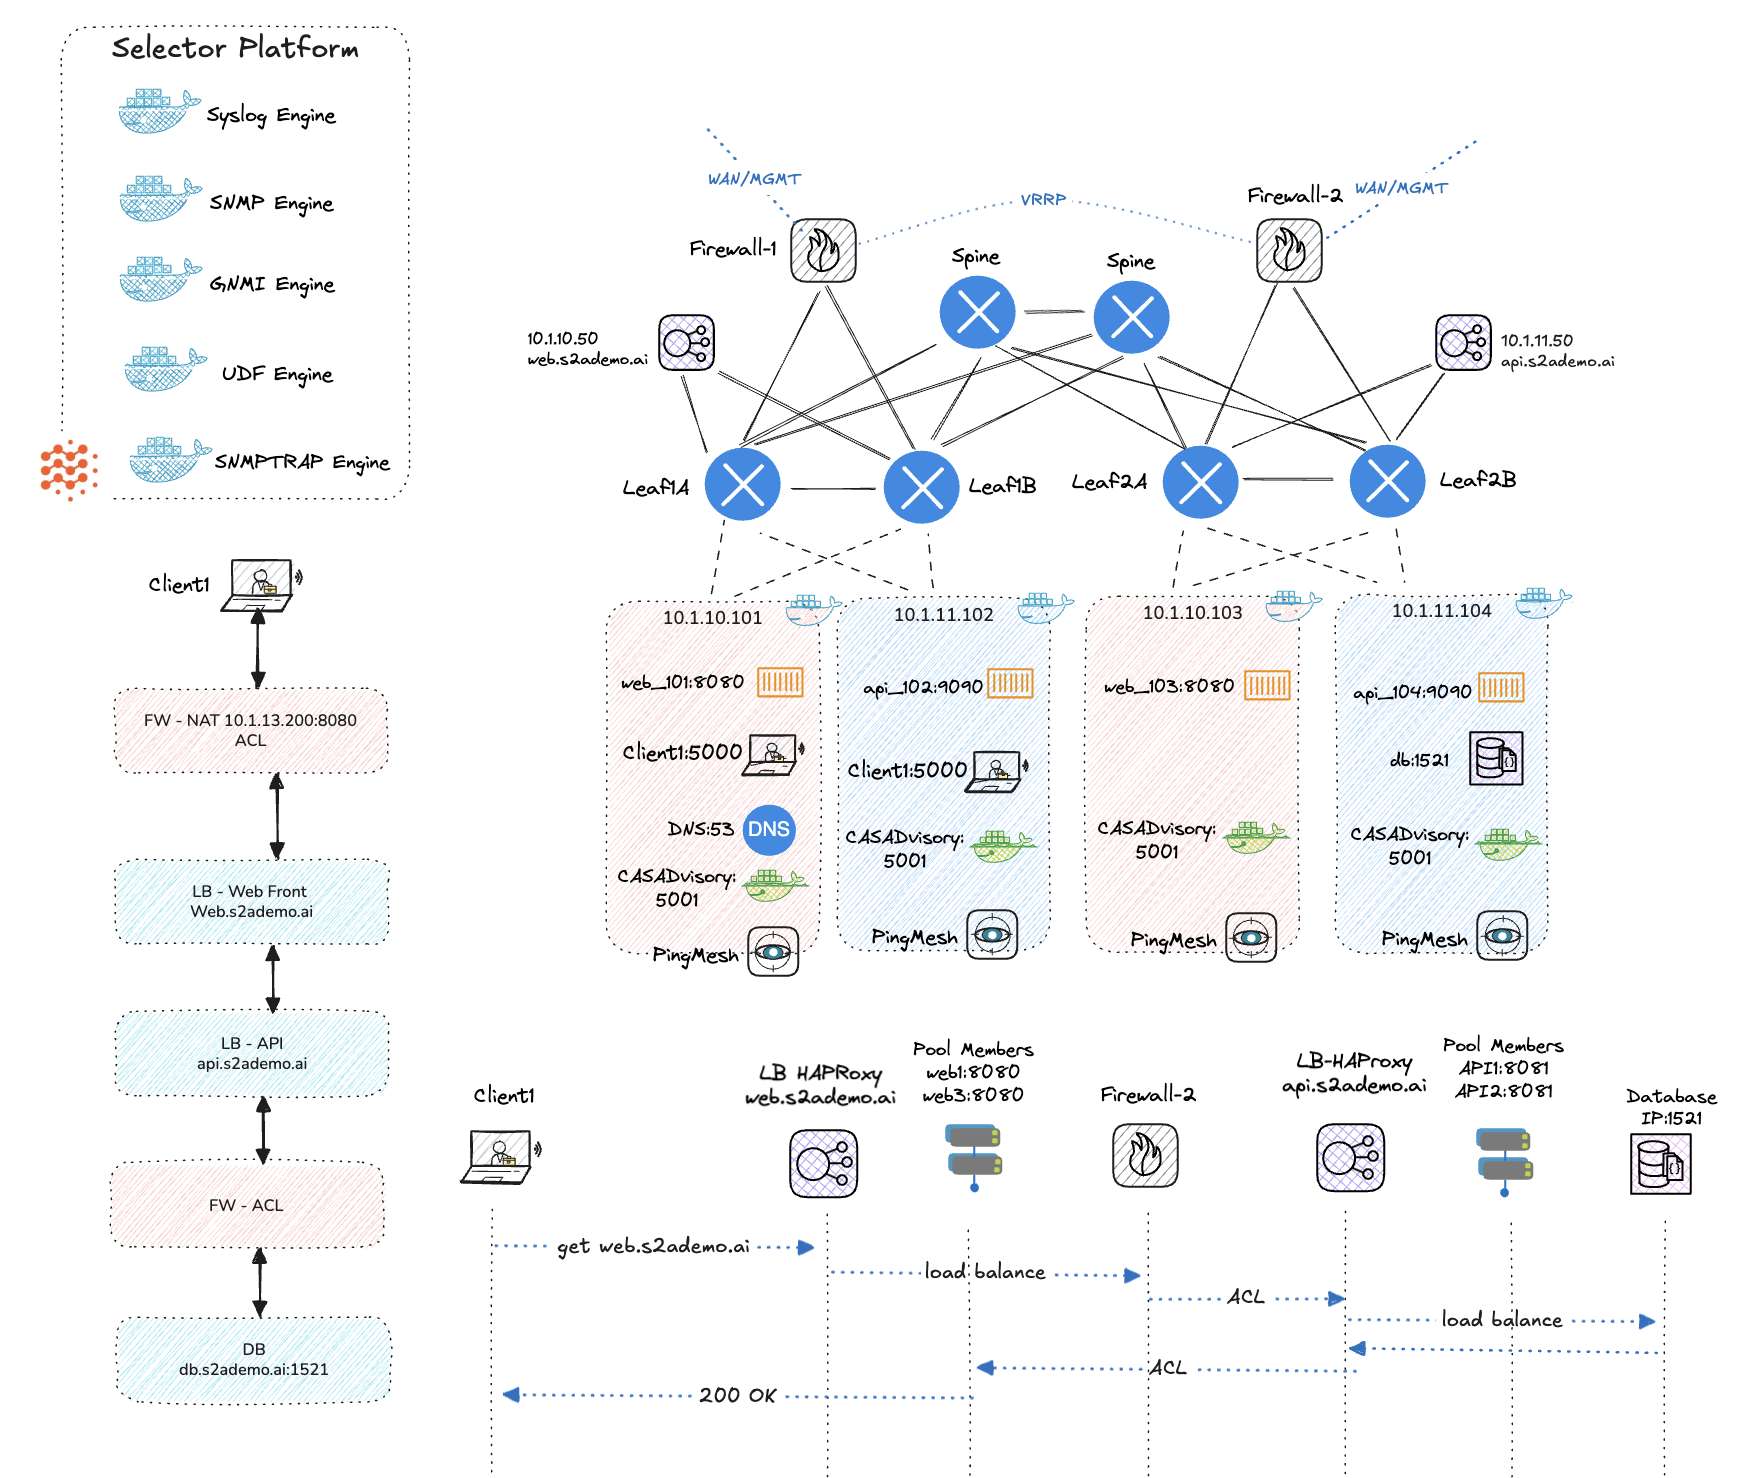 Selector Platform
Syslog Engine
SNMP Engine
GNMI Engine
UDF Engine
SNMPTRAP Engine
WAN/MGMT
VRRP
Firewall-2
WAN/MGMT
Firewall-1
Spine
Spine
10.1.10.50
web.s2ademo.ai
10.1.11.50
api.s2ademo.ai
Leaf1A
Leaf1B
Leaf2A
Leaf2B
10.1.10.101
web_101:8080
Client1:5000
DNS:53
DNS
CASADvisory:
5001
PingMesh
10.1.11.102
api_102:9090
Client1:5000
CASADvisory:
5001
PingMesh
10.1.10.103
web_103:8080
CASADvisory:
5001
PingMesh
10.1.11.104
api_104:9090
db:1521
CASADvisory:
5001
PingMesh
Client1
FW - NAT 10.1.13.200:8080
ACL
LB - Web Front
Web.s2ademo.ai
LB - API
api.s2ademo.ai
FW - ACL
DB
db.s2ademo.ai:1521
Client1
LB HAPRoxy
web.s2ademo.ai
Pool Members
web1:8080
web3:8080
Firewall-2
LB-HAProxy
api.s2ademo.ai
Pool Members
API1:8081
API2:8081
Database
IP:1521
get web.s2ademo.ai
load balance
ACL
load balance
ACL
200 OK